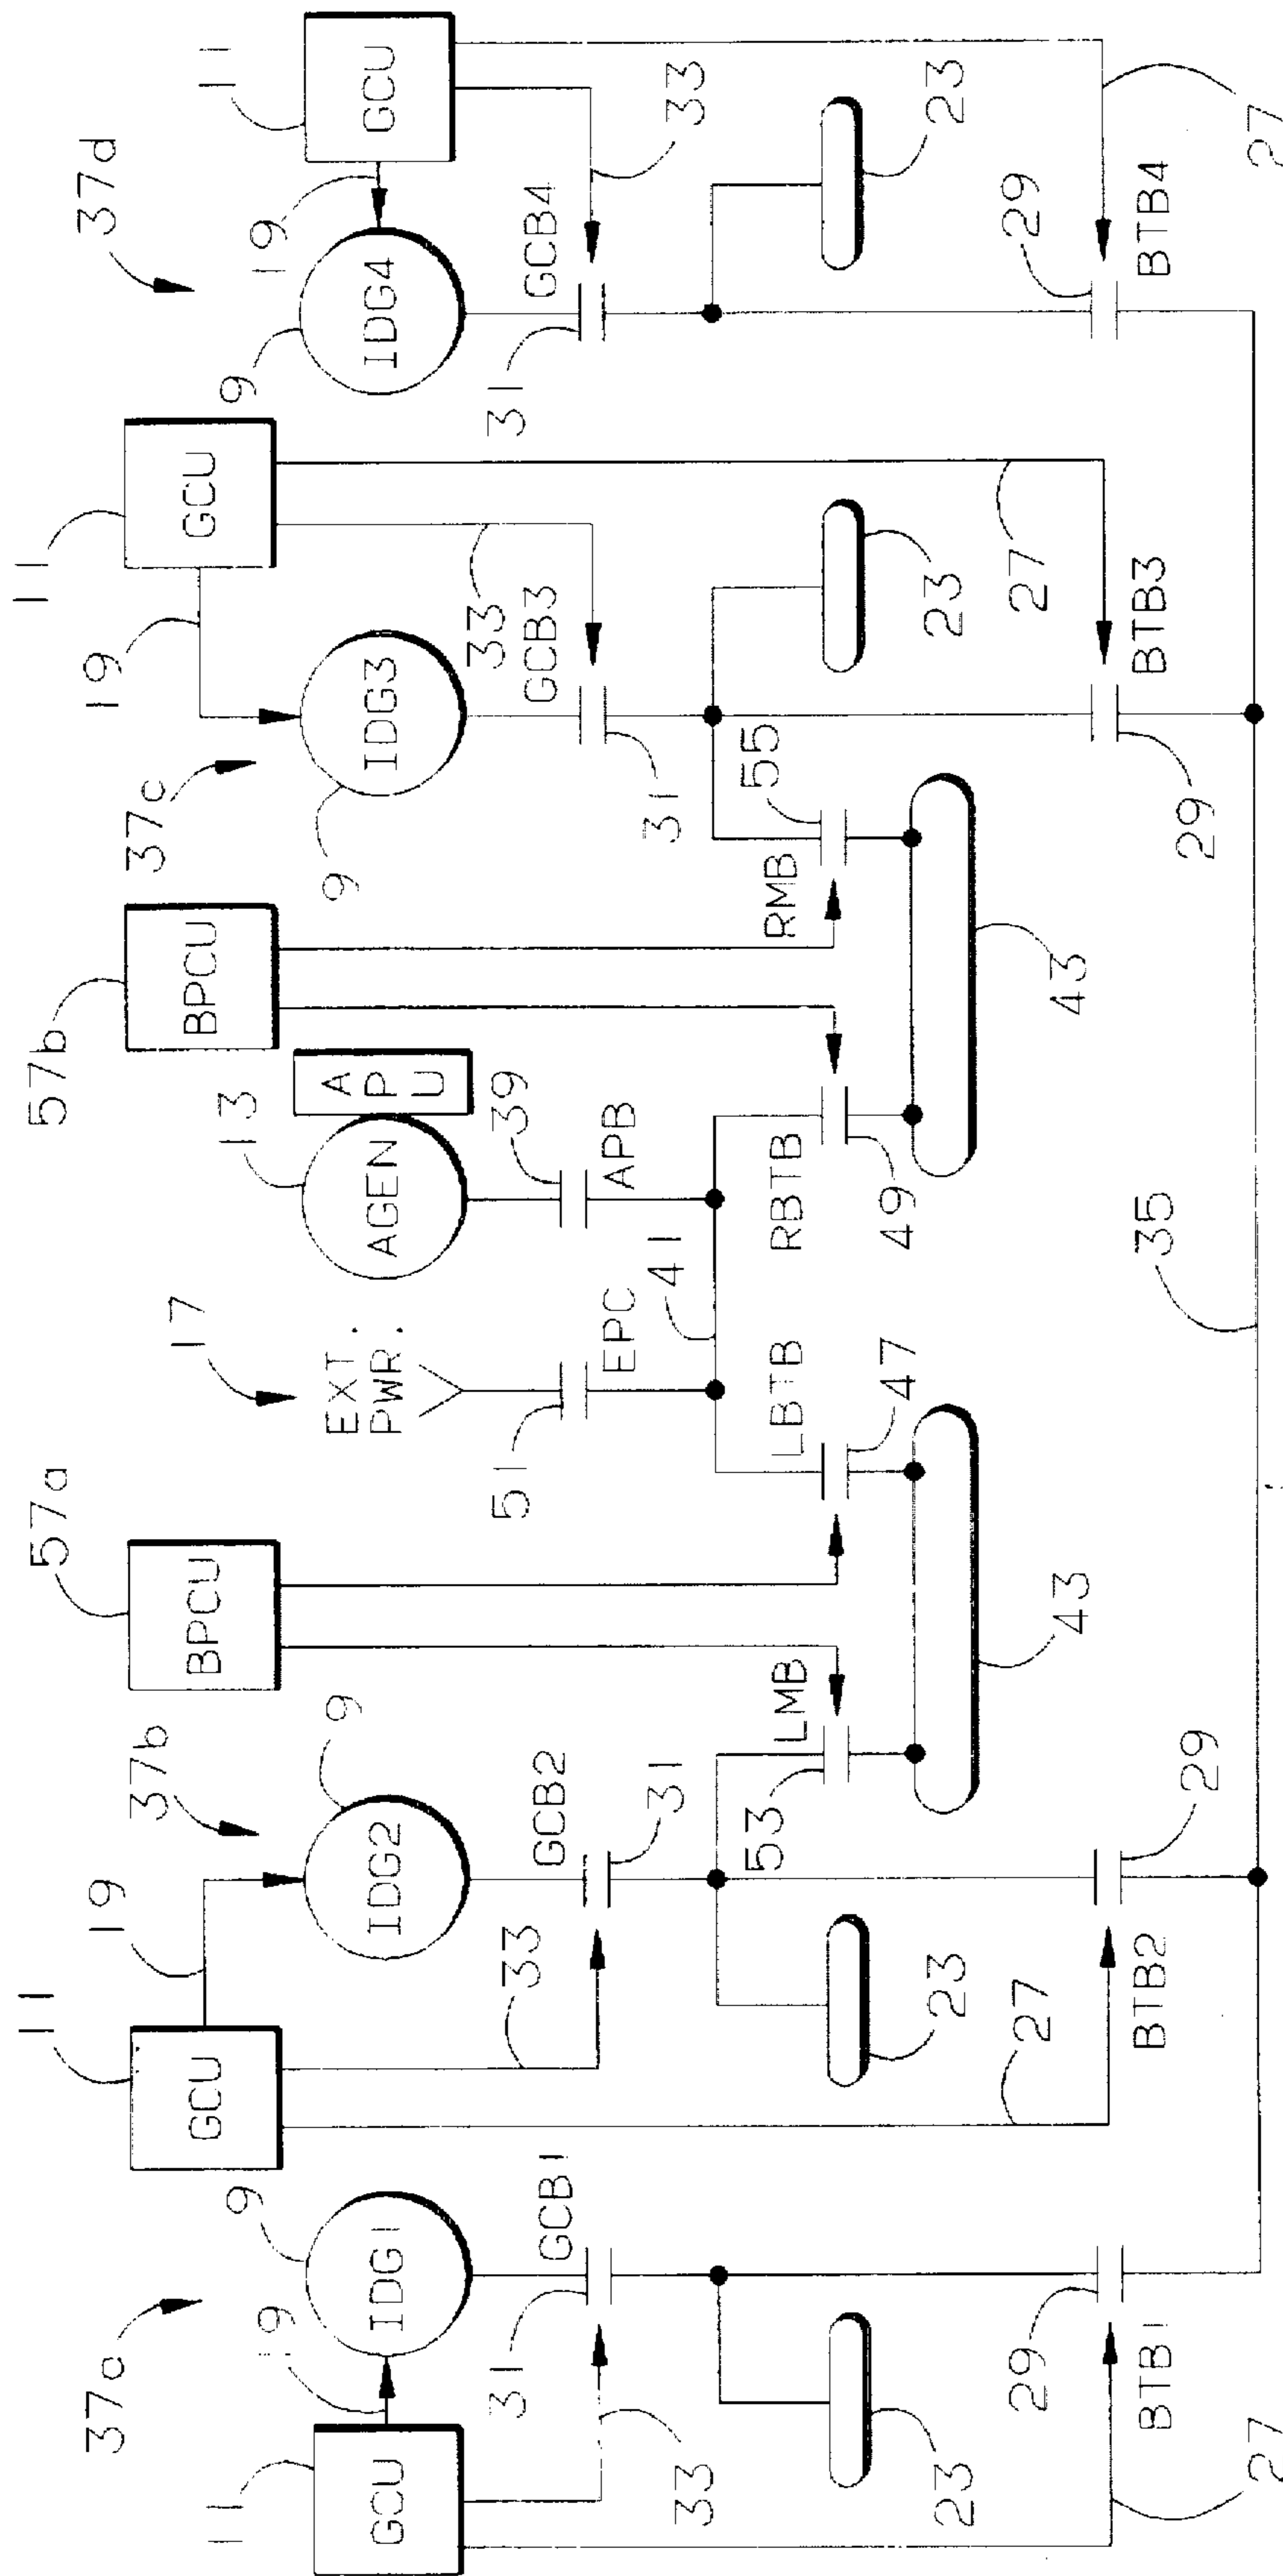 11
57a
57b
11
37a
19
37b
17
13
37c
19
37d
11
GCU
BPCU
BPCU
GCU
11
19
9
9
9
9
19
GCU
IDG1
IDG2
EXT
PWR:
AGEN
APU
IDG3
IDG4
GCU
33
31
GCB1
33
GCB2
31
51
EPC
39
APB
33
GCB3
31
31
GCB4
33
41
53
LMB
LBTB
47
RBTB
49
RMB
55
23
23
23
23
43
43
27
BTB1
29
27
BTB2
29
35
29
BTB3
27
29
BTB4
27